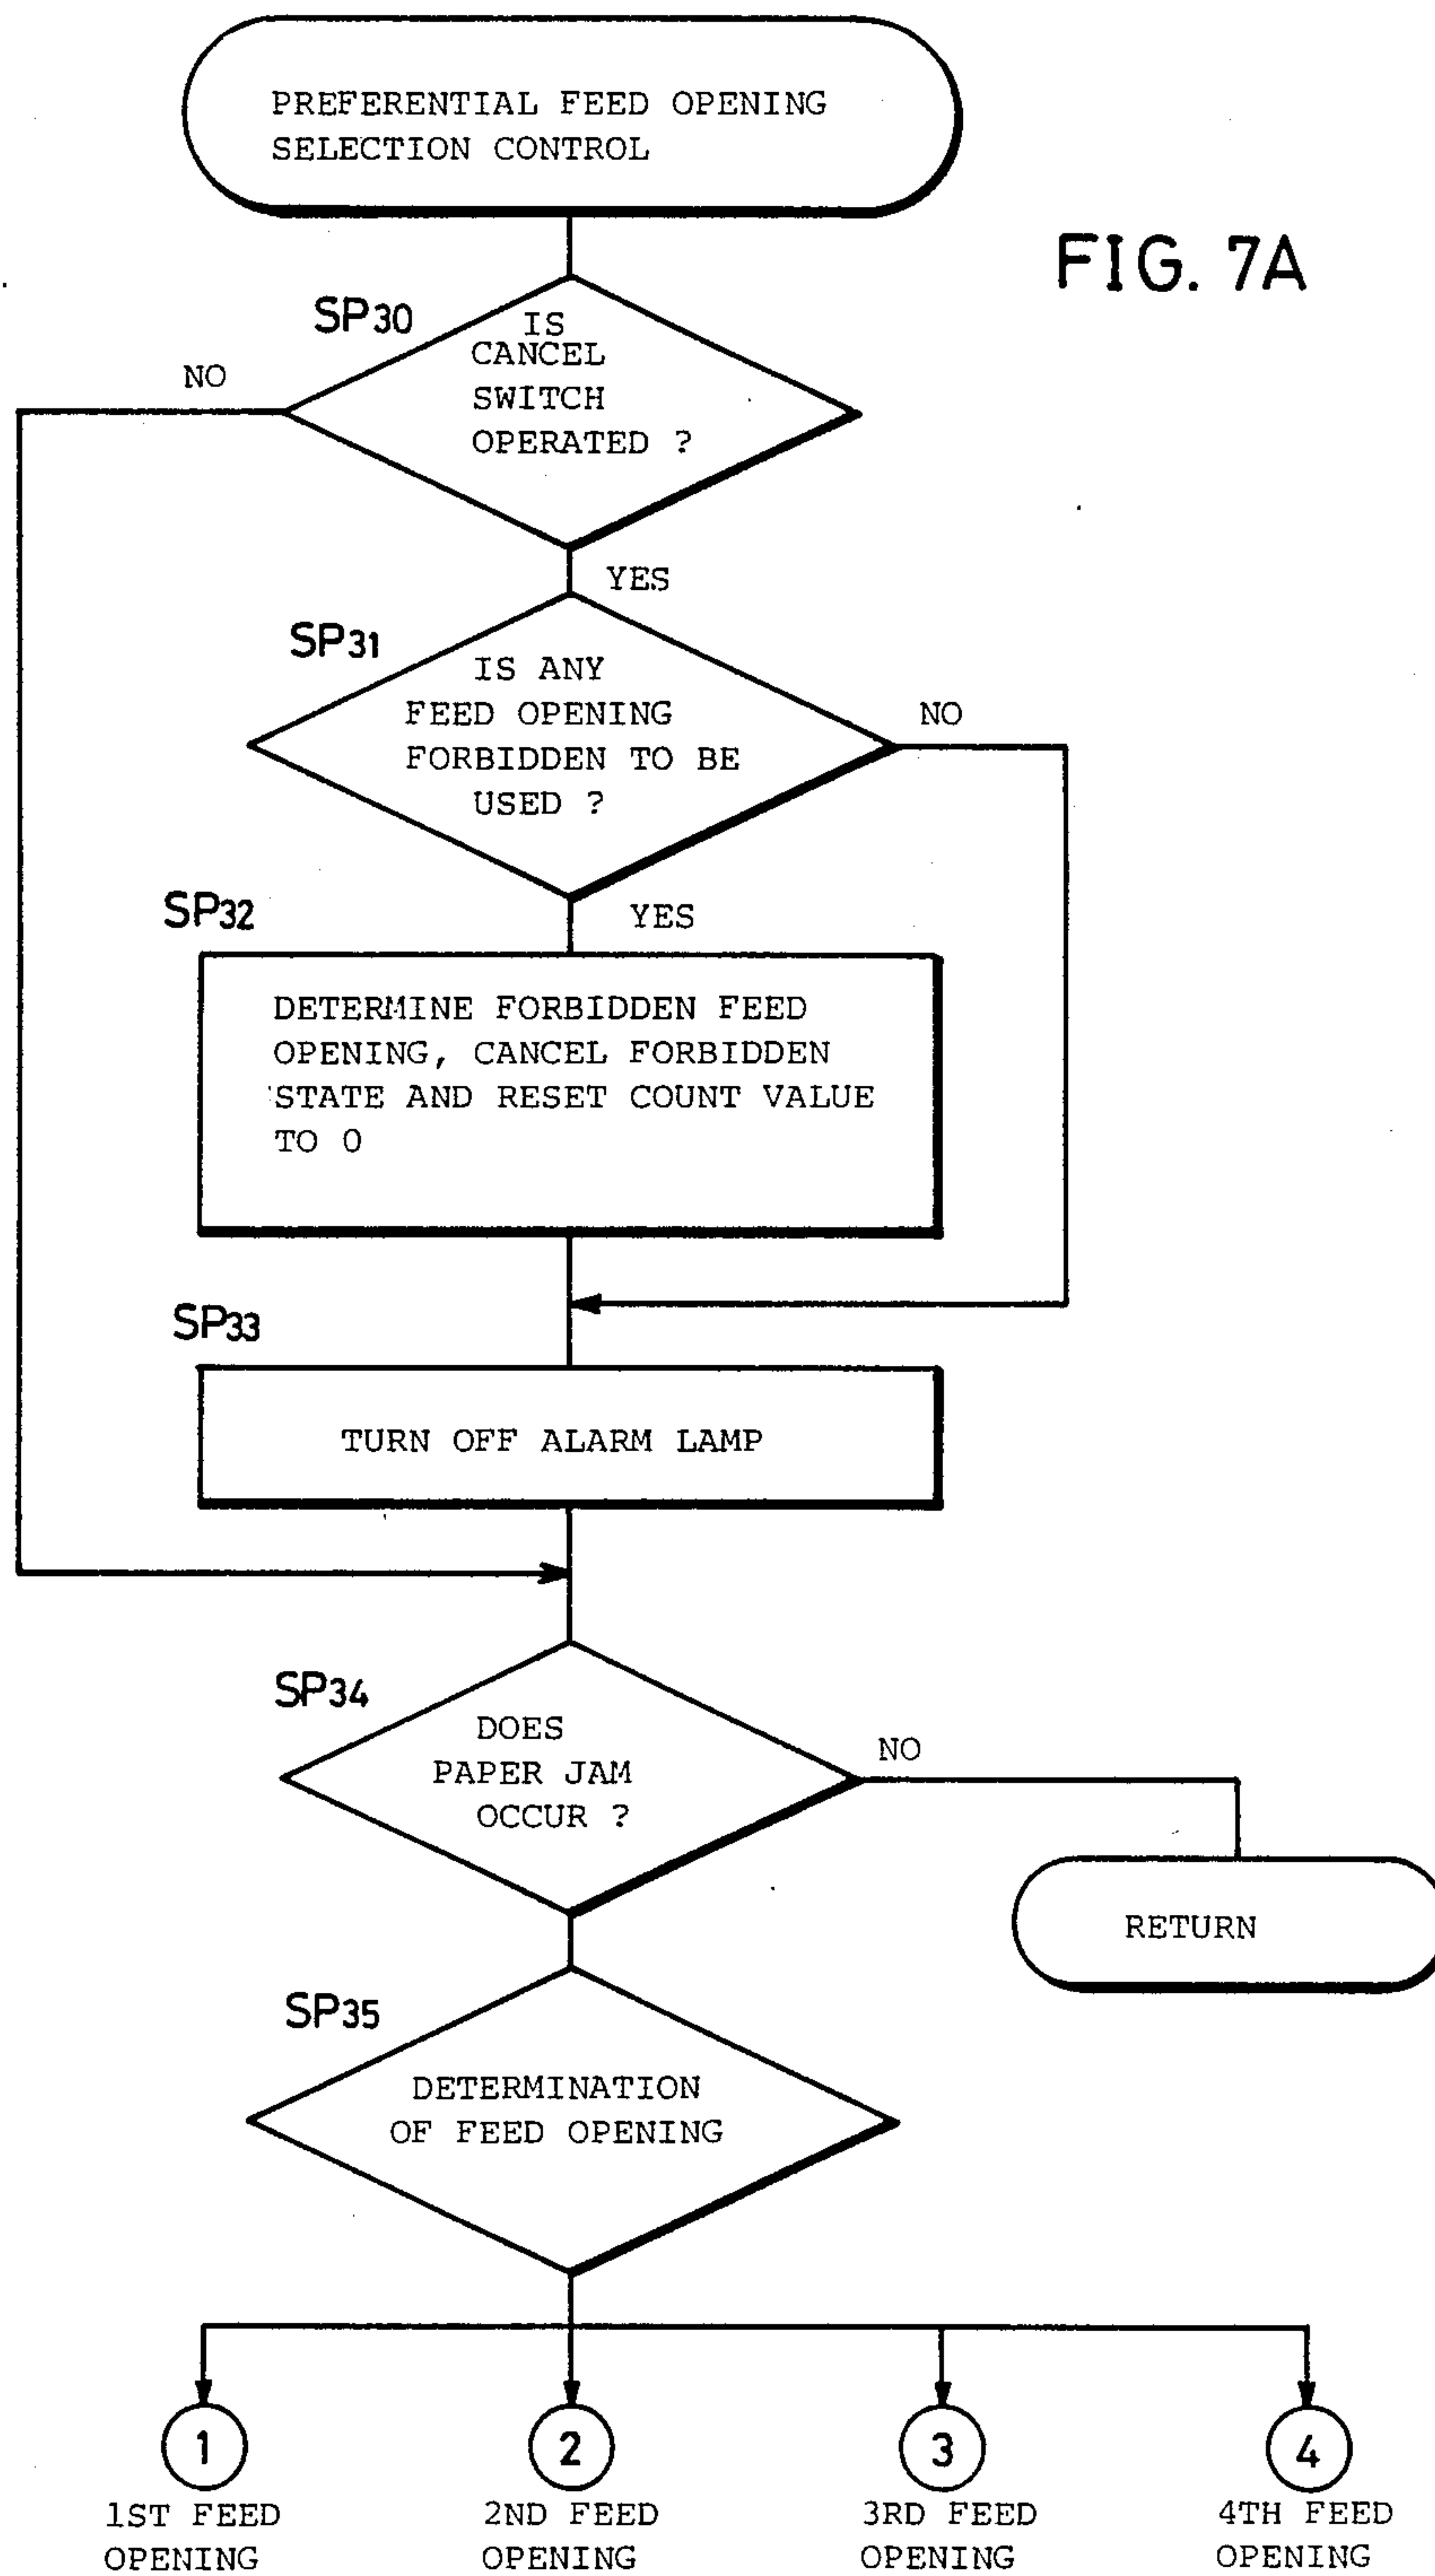 PREFERENTIAL FEED OPENING
SELECTION CONTROL
FIG. 7A
SP30
IS
CANCEL
SWITCH
OPERATED ?
NO
YES
SP31
IS ANY
FEED OPENING
FORBIDDEN TO BE
USED ?
NO
YES
SP32
DETERMINE FORBIDDEN FEED
OPENING, CANCEL FORBIDDEN
STATE AND RESET COUNT VALUE
TO 0
SP33
TURN OFF ALARM LAMP
SP34
DOES
PAPER JAM
OCCUR ?
NO
RETURN
SP35
DETERMINATION
OF FEED OPENING
1
2
3
4
1ST FEED
OPENING
2ND FEED
OPENING
3RD FEED
OPENING
4TH FEED
OPENING